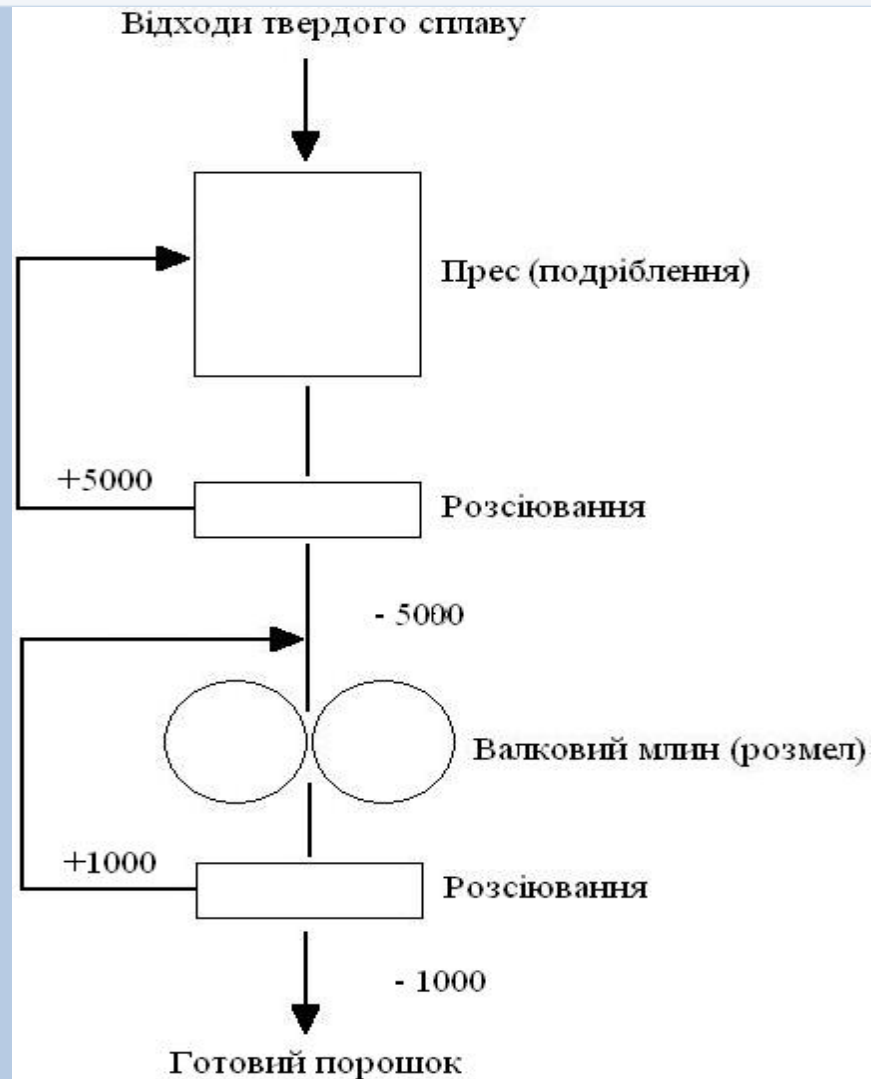 Відходи твердого сплаву
Прес (подріблення)
+5000
Розсіювання
- 5000
Валковий млин (розмел)
+1000
Розсіювання
- 1000
Готовий порошок